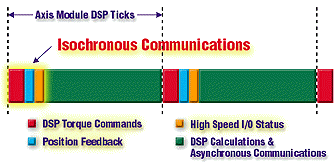 Axis Module DSP Ticks
Isochronous Communications
DSP Torque Commands
High Speed I/O Status
Position Feedback
DSP Calculations &
Asynchronous Communications